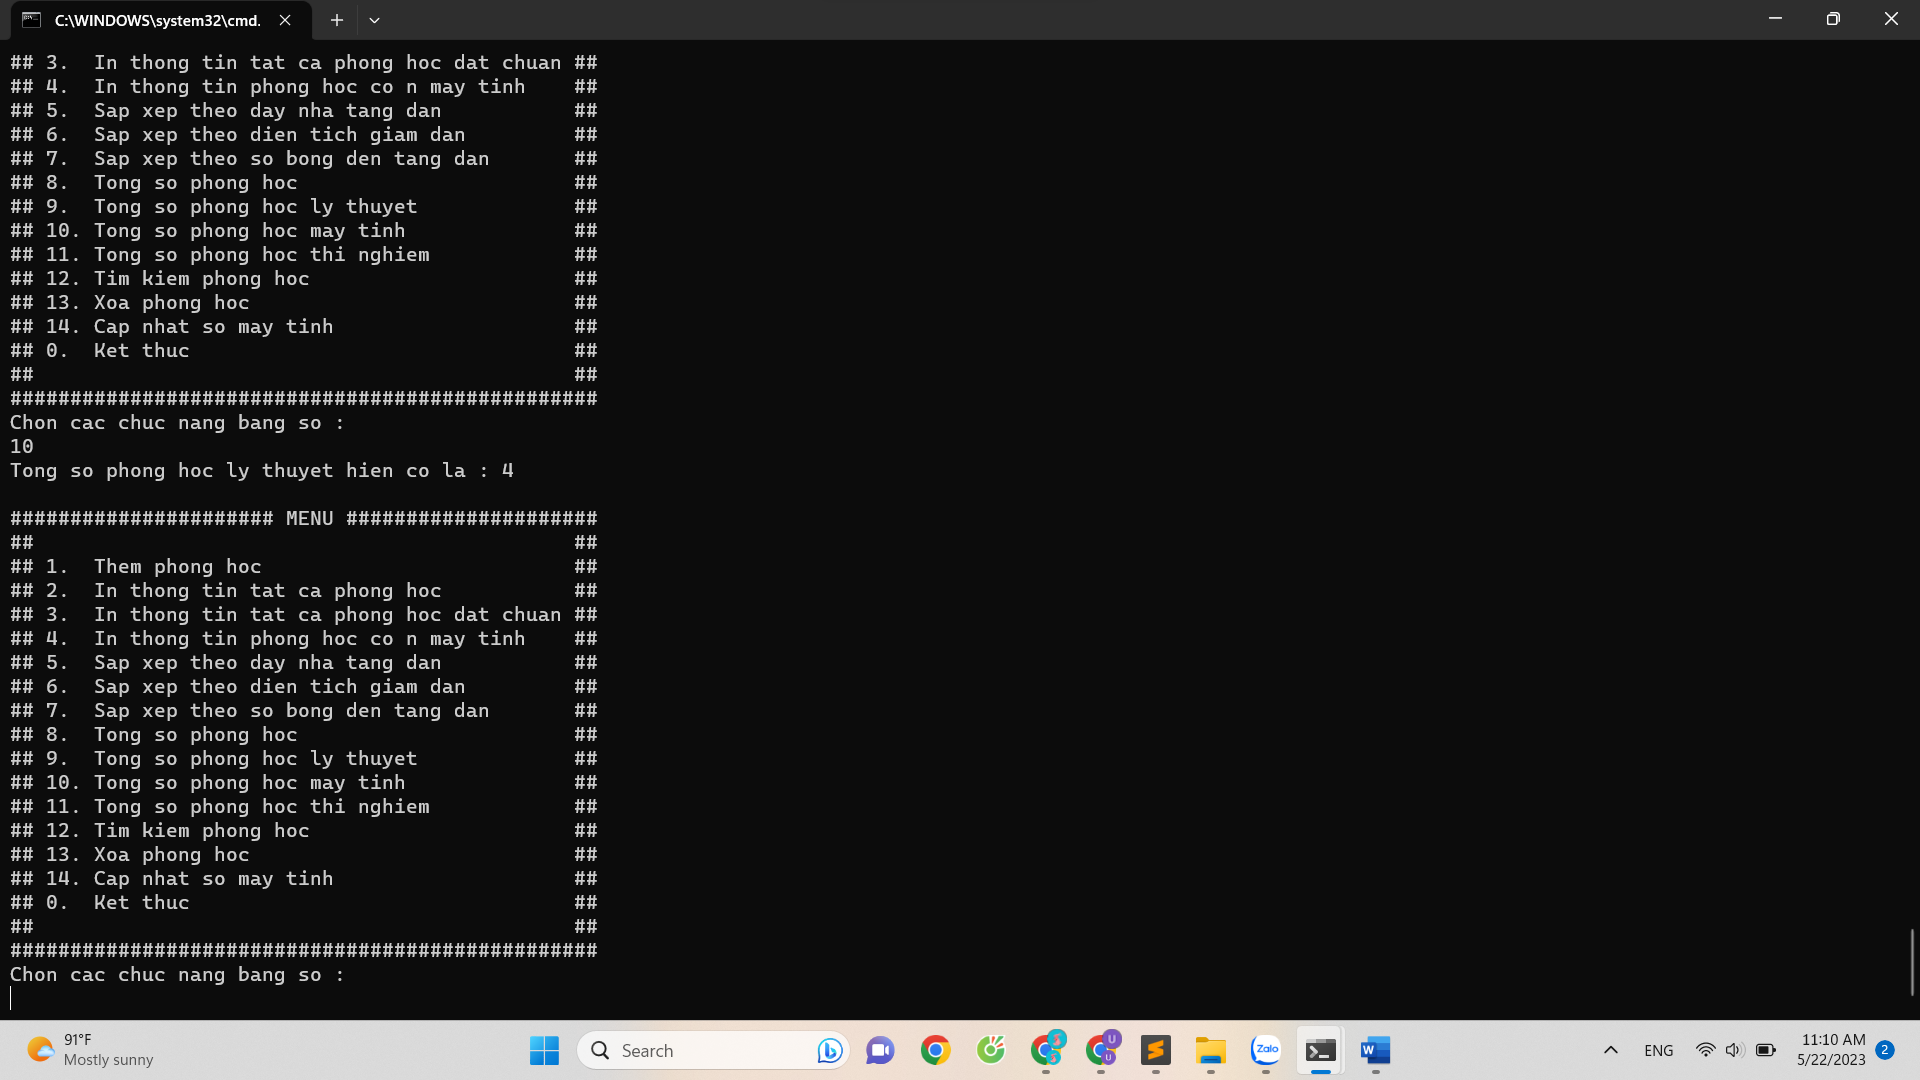 C:\WINDOWS\system32\cmd.
## 3.  In thong tin tat ca phong hoc dat chuan ##
## 4.  In thong tin phong hoc co n may tinh    ##
## 5.  Sap xep theo day nha tang dan           ##
## 6.  Sap xep theo dien tich giam dan         ##
## 7.  Sap xep theo so bong den tang dan       ##
## 8.  Tong so phong hoc                       ##
## 9.  Tong so phong hoc ly thuyet             ##
## 10. Tong so phong hoc may tinh              ##
## 11. Tong so phong hoc thi nghiem            ##
## 12. Tim kiem phong hoc                      ##
## 13. Xoa phong hoc                           ##
## 14. Cap nhat so may tinh                    ##
## 0.  Ket thuc                                ##
##                                             ##
#################################################
Chon cac chuc nang bang so :
10
Tong so phong hoc ly thuyet hien co la : 4
###################### MENU #####################
##                                             ##
## 1.  Them phong hoc                          ##
## 2.  In thong tin tat ca phong hoc           ##
## 3.  In thong tin tat ca phong hoc dat chuan ##
## 4.  In thong tin phong hoc co n may tinh    ##
## 5.  Sap xep theo day nha tang dan           ##
## 6.  Sap xep theo dien tich giam dan         ##
## 7.  Sap xep theo so bong den tang dan       ##
## 8.  Tong so phong hoc                       ##
## 9.  Tong so phong hoc ly thuyet             ##
## 10. Tong so phong hoc may tinh              ##
## 11. Tong so phong hoc thi nghiem            ##
## 12. Tim kiem phong hoc                      ##
## 13. Xoa phong hoc                           ##
## 14. Cap nhat so may tinh                    ##
## 0.  Ket thuc                                ##
##                                             ##
#################################################
Chon cac chuc nang bang so :
91°F
Mostly sunny
Search
U
U
Zalo
W
ENG
11:10 AM
5/22/2023
2